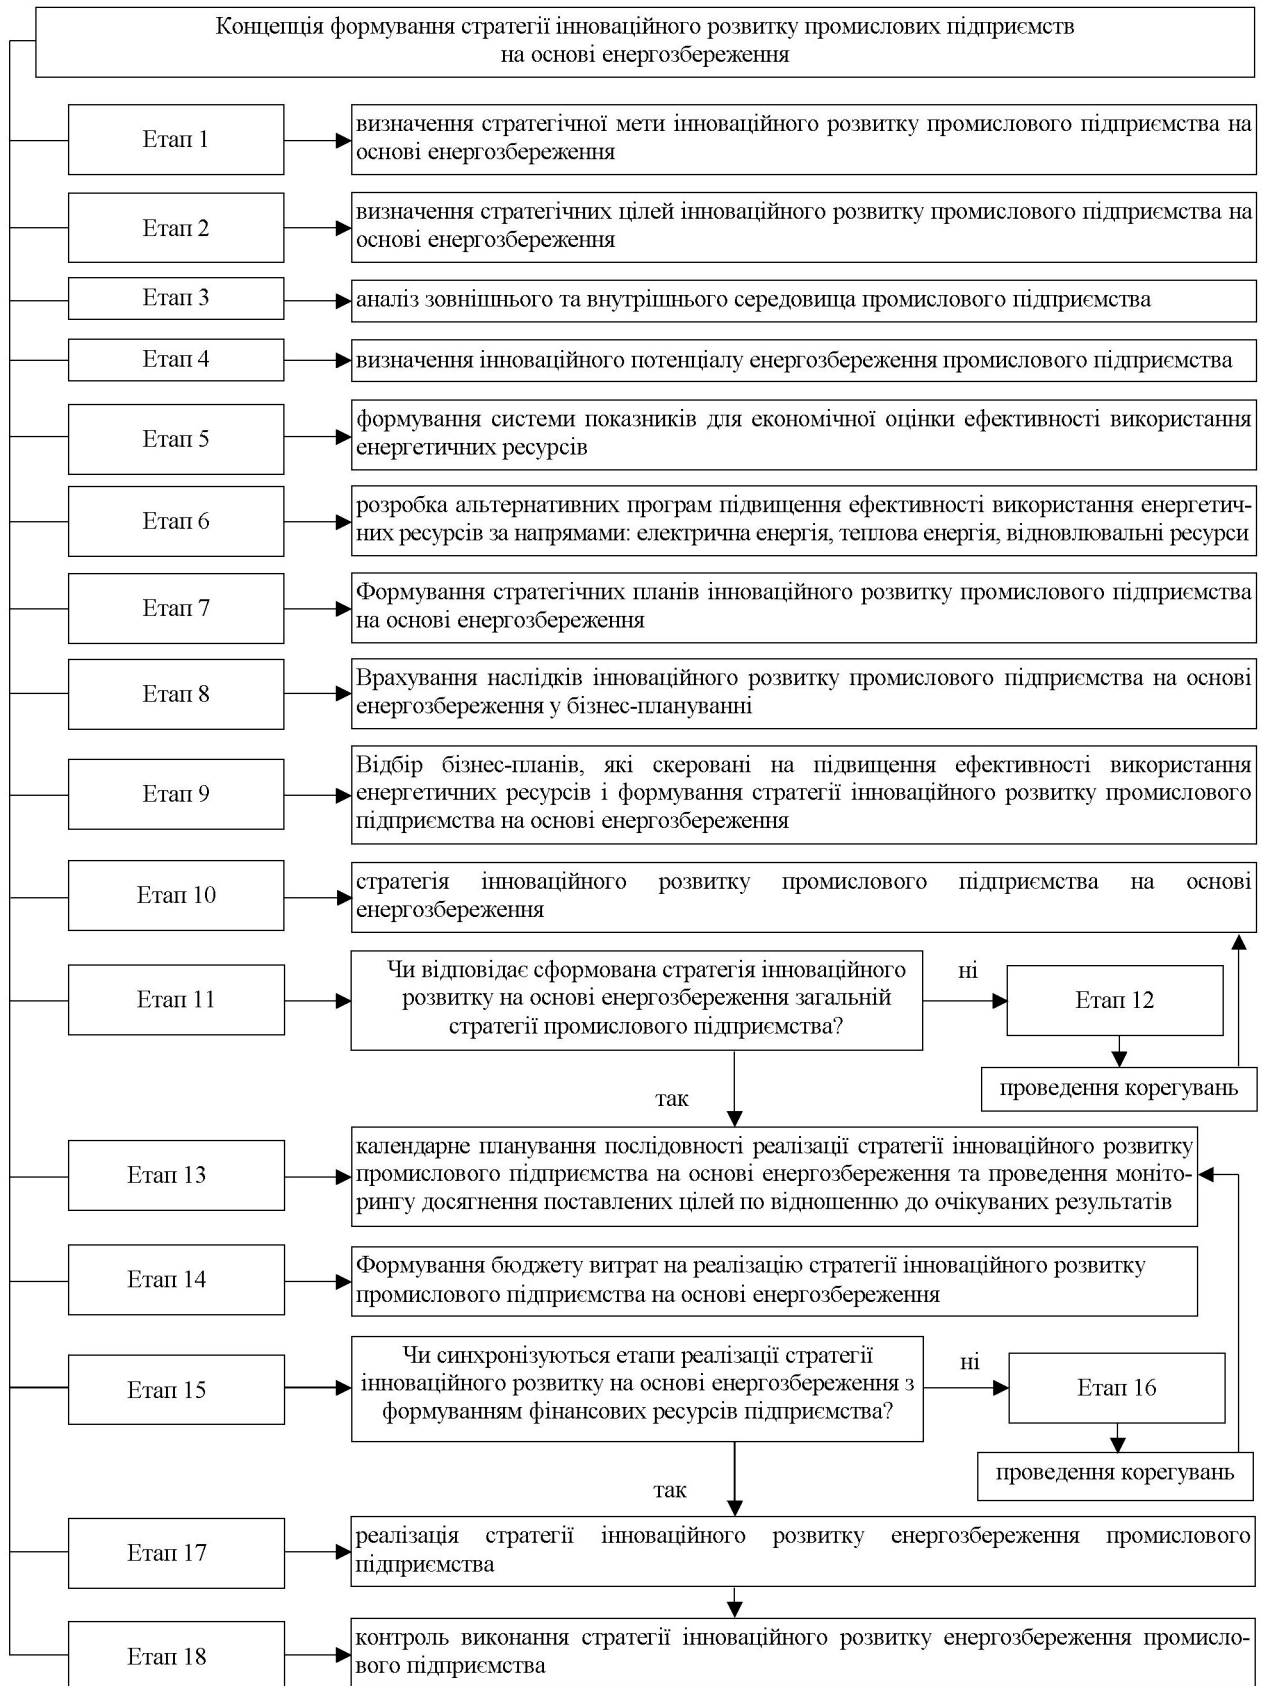 Концепція формування стратегії інноваційного розвитку промислових підприємств
на основі енергозбереження
Етап 1
визначення стратегічної мети інноваційного розвитку промислового підприємства на
основі енергозбереження
Етап 2
визначення стратегічних цілей інноваційного розвитку промислового підприємства на
основі енергозбереження
Етап 3
аналіз зовнішнього та внутрішнього середовища промислового підприємства
Етап 4
визначення інноваційного потенціалу енергозбереження промислового підприємства
Етап 5
формування системи показників для економічної оцінки ефективності використання
енергетичних ресурсів
Етап 6
розробка альтернативних програм підвищення ефективності використання енергетич-
них ресурсів за напрямами: електрична енергія, теплова енергія, відновлювальні ресурси
Етап 7
Формування стратегічних планів інноваційного розвитку промислового підприємства
на основі енергозбереження
Етап 8
Врахування наслідків інноваційного розвитку промислового підприємства на основі
енергозбереження у бізнес-плануванні
Етап 9
Відбір бізнес-планів, які скеровані на підвищення ефективності використання
енергетичних ресурсів і формування стратегії інноваційного розвитку промислового
підприємства на основі енергозбереження
Етап 10
стратегія інноваційного розвитку промислового підприємства на основі
енергозбереження
Етап 11
Чи відповідає сформована стратегія інноваційного
розвитку на основі енергозбереження загальній
стратегії промислового підприємства?
ні
Етап 12
проведення корегувань
так
Етап 13
календарне планування послідовності реалізації стратегії інноваційного розвитку
промислового підприємства на основі енергозбереження та проведення моніто-
рингу досягнення поставлених цілей по відношенню до очікуваних результатів
Етап 14
Формування бюджету витрат на реалізацію стратегії інноваційного розвитку
промислового підприємства на основі енергозбереження
Етап 15
Чи синхронізуються етапи реалізації стратегії
інноваційного розвитку на основі енергозбереження з
формуванням фінансових ресурсів підприємства?
ні
Етап 16
проведення корегувань
так
Етап 17
реалізація стратегії інноваційного розвитку енергозбереження промислового
підприємства
Етап 18
контроль виконання стратегії інноваційного розвитку енергозбереження промисло-
вого підприємства